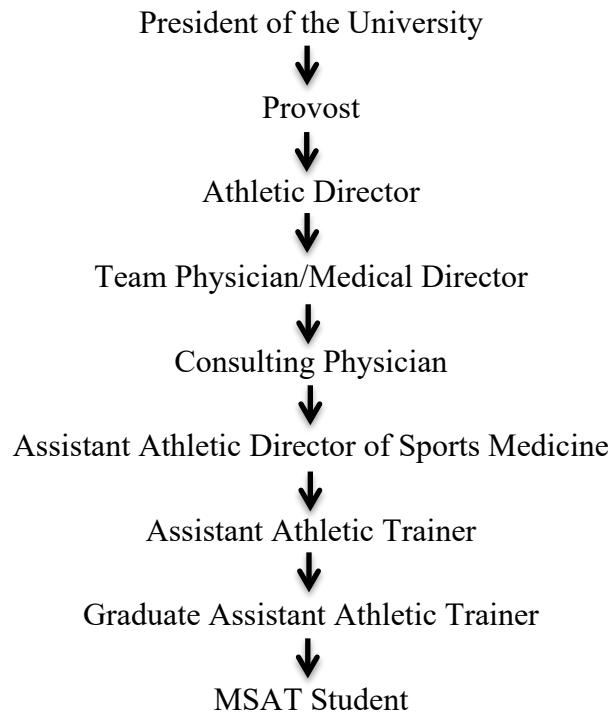 President of the University
Provost
Athletic Director
Team Physician/Medical Director
Consulting Physician
Assistant Athletic Director of Sports Medicine
Assistant Athletic Trainer
Graduate Assistant Athletic Trainer
MSAT Student